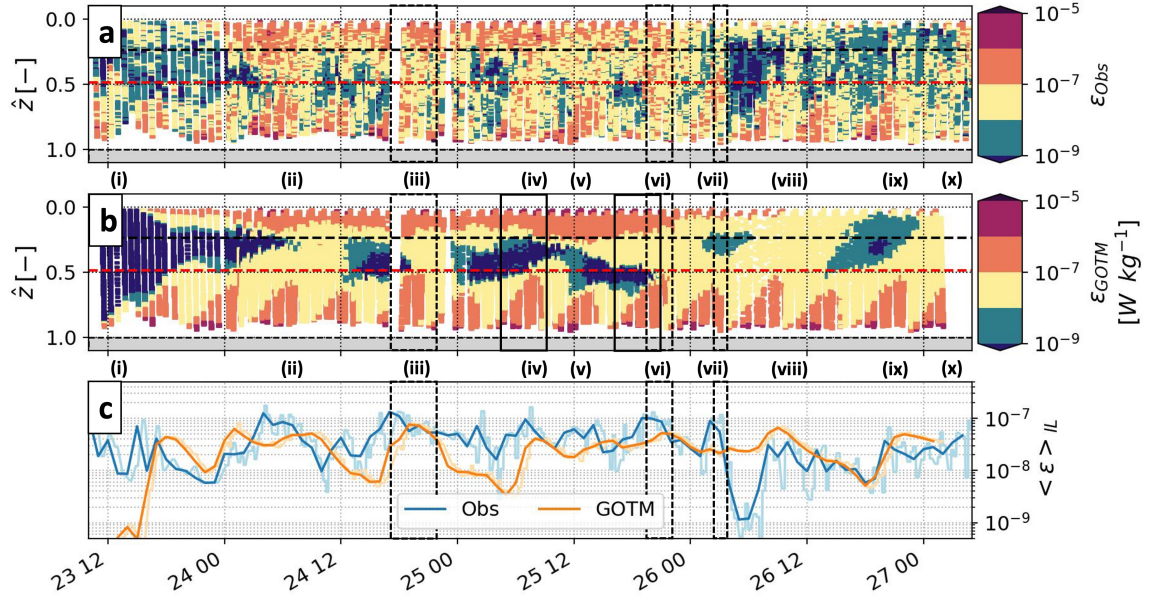 a
0.0
0.5
1.0
ẑ [−]
10⁻⁵
10⁻⁷
10⁻⁹
ε_Obs
(i) (ii) (iii) (iv) (v) (vi) (vii) (viii) (ix) (x)
b
0.0
0.5
1.0
ẑ [−]
10⁻⁵
10⁻⁷
10⁻⁹
ε_GOTM
[W kg⁻¹]
(i) (ii) (iii) (iv) (v) (vi) (vii) (viii) (ix) (x)
c
10⁻⁷
10⁻⁸
10⁻⁹
< ε > _IL
Obs GOTM
23 12 24 00 24 12 25 00 25 12 26 00 26 12 27 00